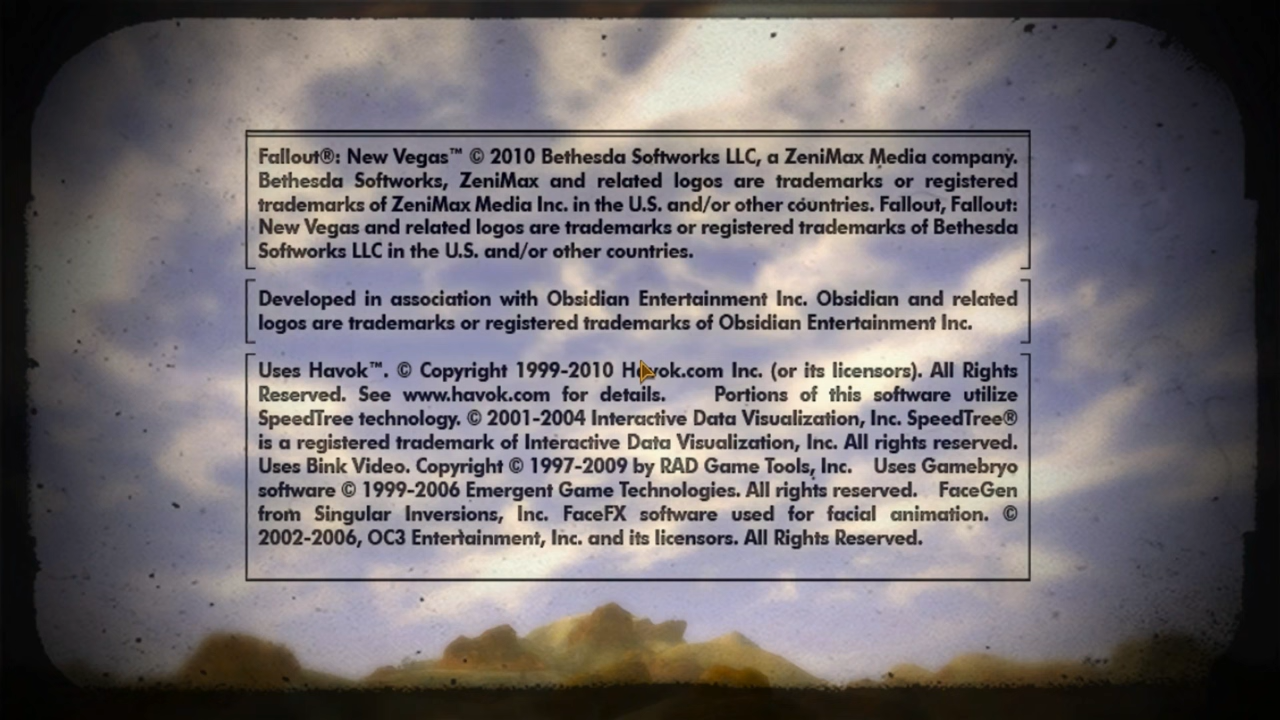 Fallout®: New Vegas™ © 2010 Bethesda Softworks LLC, a ZeniMax Media company.
Bethesda Softworks, ZeniMax and related logos are trademarks or registered
trademarks of ZeniMax Media Inc. in the U.S. and/or other countries. Fallout, Fallout:
New Vegas and related logos are trademarks or registered trademarks of Bethesda
Softworks LLC in the U.S. and/or other countries.
Developed in association with Obsidian Entertainment Inc. Obsidian and related
logos are trademarks or registered trademarks of Obsidian Entertainment Inc.
Uses Havok™. © Copyright 1999-2010 Havok.com Inc. (or its licensors). All Rights
Reserved. See www.havok.com for details. Portions of this software utilize
SpeedTree technology. © 2001-2004 Interactive Data Visualization, Inc. SpeedTree®
is a registered trademark of Interactive Data Visualization, Inc. All rights reserved.
Uses Bink Video. Copyright © 1997-2009 by RAD Game Tools, Inc. Uses Gamebryo
software © 1999-2006 Emergent Game Technologies. All rights reserved. FaceGen
from Singular Inversions, Inc. FaceFX software used for facial animation. ©
2002-2006, OC3 Entertainment, Inc. and its licensors. All Rights Reserved.